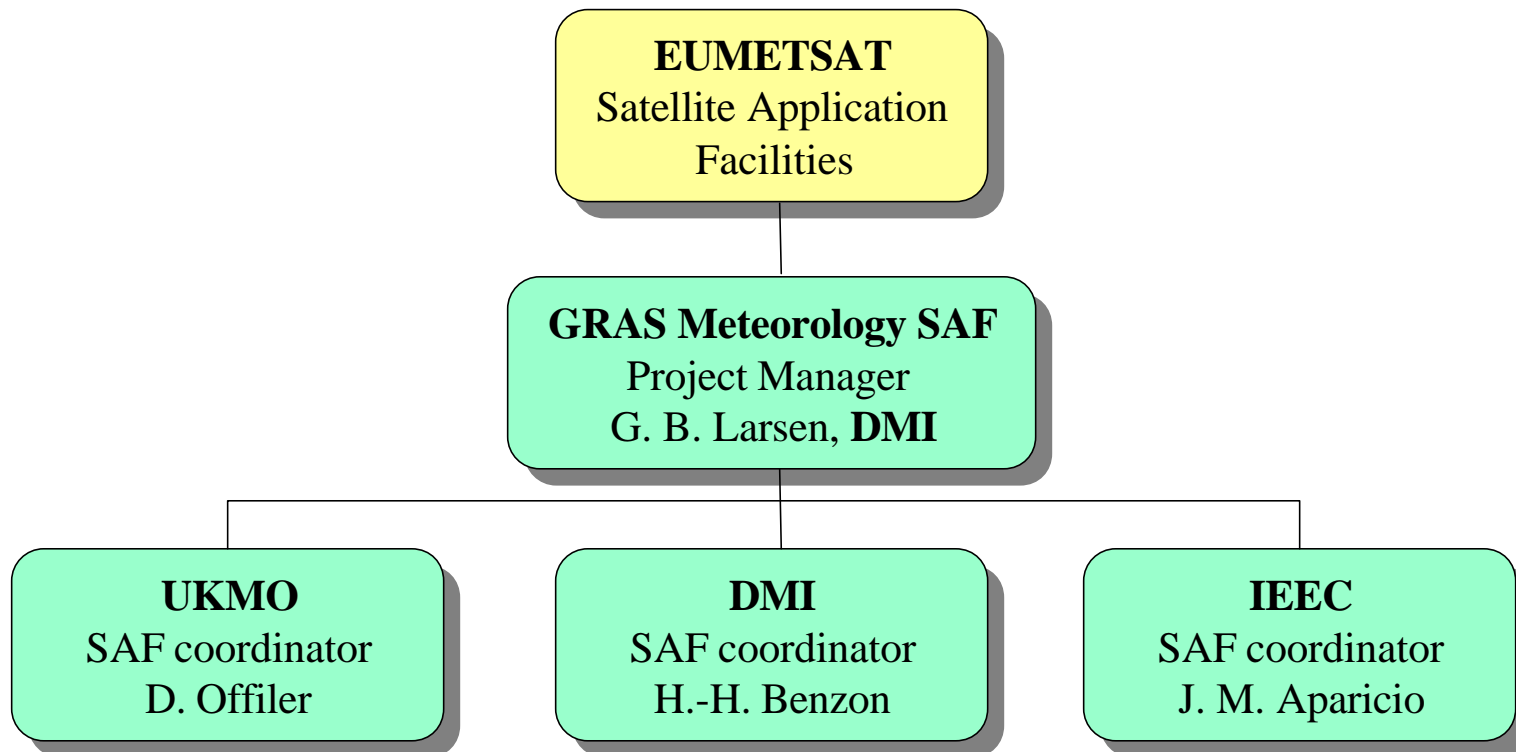 EUMETSAT
Satellite Application
Facilities
GRAS Meteorology SAF
Project Manager
G. B. Larsen, DMI
UKMO
SAF coordinator
D. Offiler
DMI
SAF coordinator
H.-H. Benzon
IEEC
SAF coordinator
J. M. Aparicio